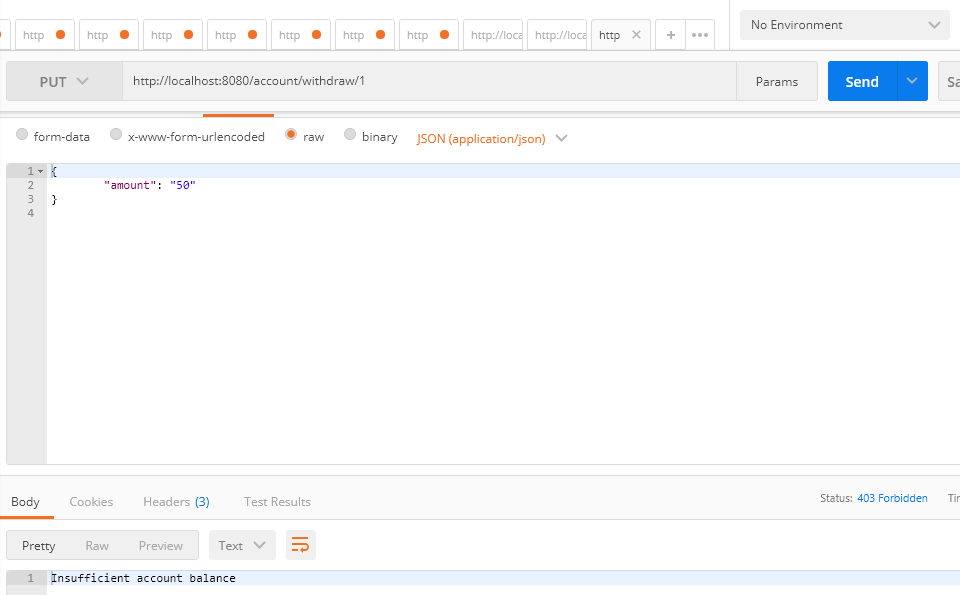 http http http http http http http http://loca http://loca http × + ••• No Environment
PUT http://localhost:8080/account/withdraw/1 Params Send Sa
form-data x-www-form-urlencoded raw binary JSON (application/json)
1 {
2 "amount": "50"
3 }
4
Body Cookies Headers (3) Test Results Status: 403 Forbidden Tir
Pretty Raw Preview Text
1 Insufficient account balance